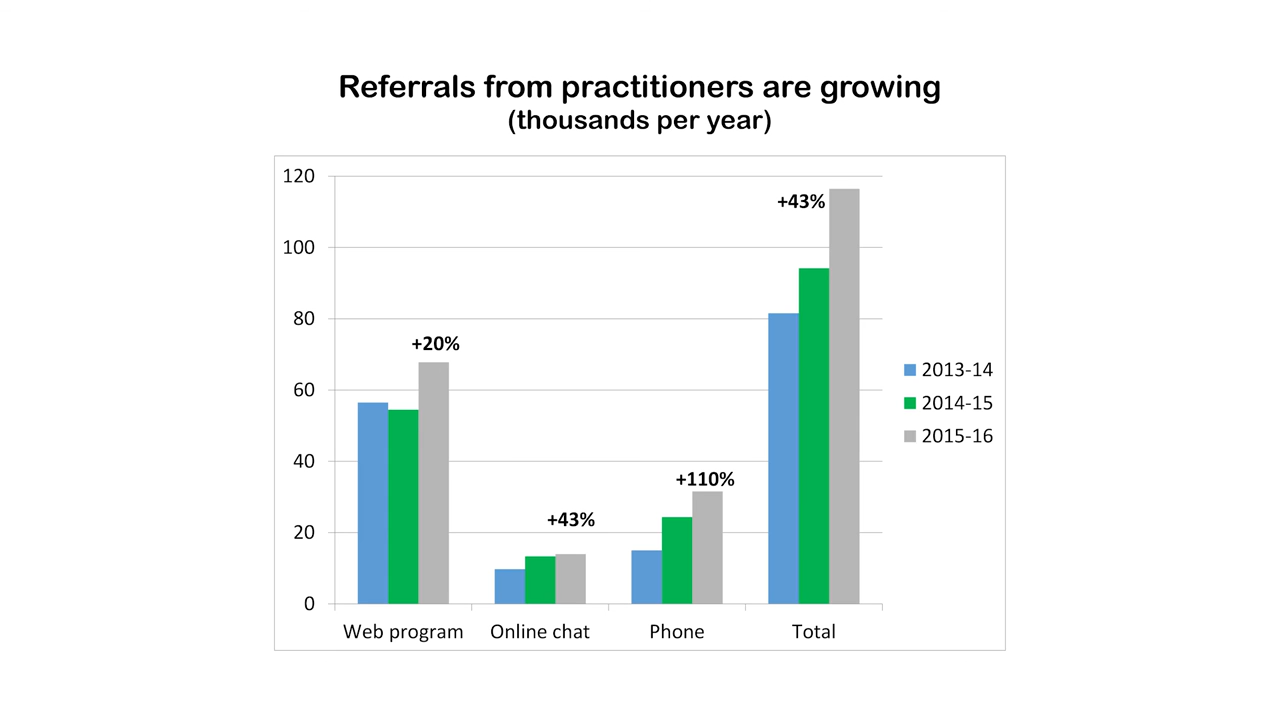 Referrals from practitioners are growing
(thousands per year)
120
100
80
60
40
20
0
+20%
+43%
+110%
+43%
Web program
Online chat
Phone
Total
2013-14
2014-15
2015-16